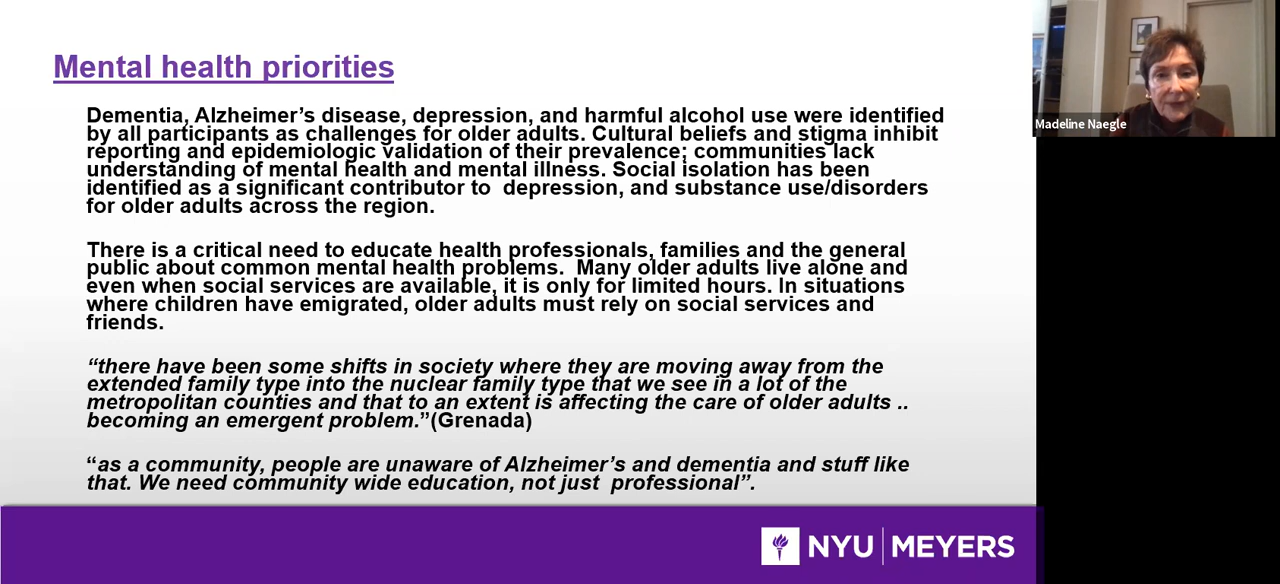 Mental health priorities
Dementia, Alzheimer’s disease, depression, and harmful alcohol use were identified
by all participants as challenges for older adults. Cultural beliefs and stigma inhibit
reporting and epidemiologic validation of their prevalence; communities lack
understanding of mental health and mental illness. Social isolation has been
identified as a significant contributor to  depression, and substance use/disorders
for older adults across the region.
There is a critical need to educate health professionals, families and the general
public about common mental health problems.  Many older adults live alone and
even when social services are available, it is only for limited hours. In situations
where children have emigrated, older adults must rely on social services and
friends.
“there have been some shifts in society where they are moving away from the
extended family type into the nuclear family type that we see in a lot of the
metropolitan counties and that to an extent is affecting the care of older adults ..
becoming an emergent problem.”(Grenada)
“as a community, people are unaware of Alzheimer’s and dementia and stuff like
that. We need community wide education, not just  professional”.
NYU | MEYERS
Madeline Naegle